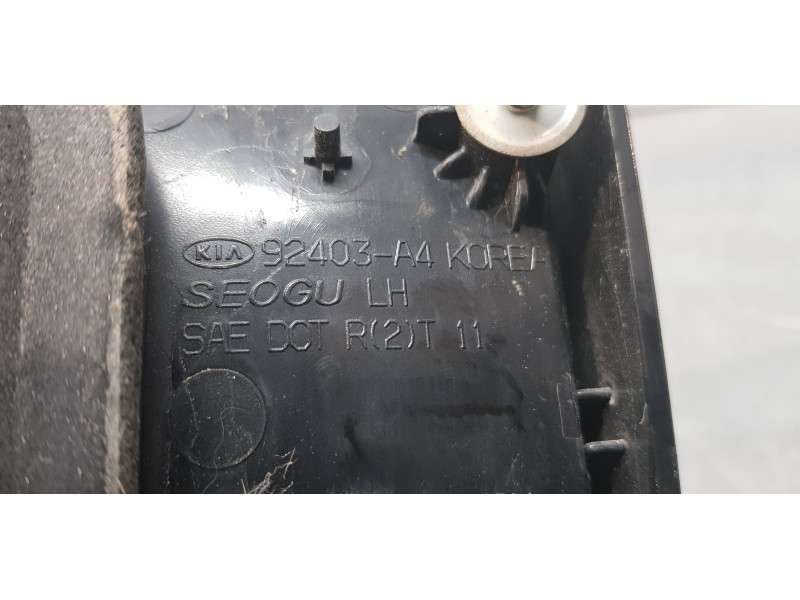 KIA 92403-A4 KOREA
SEOGU LH
SAE DOT R(2)T 11